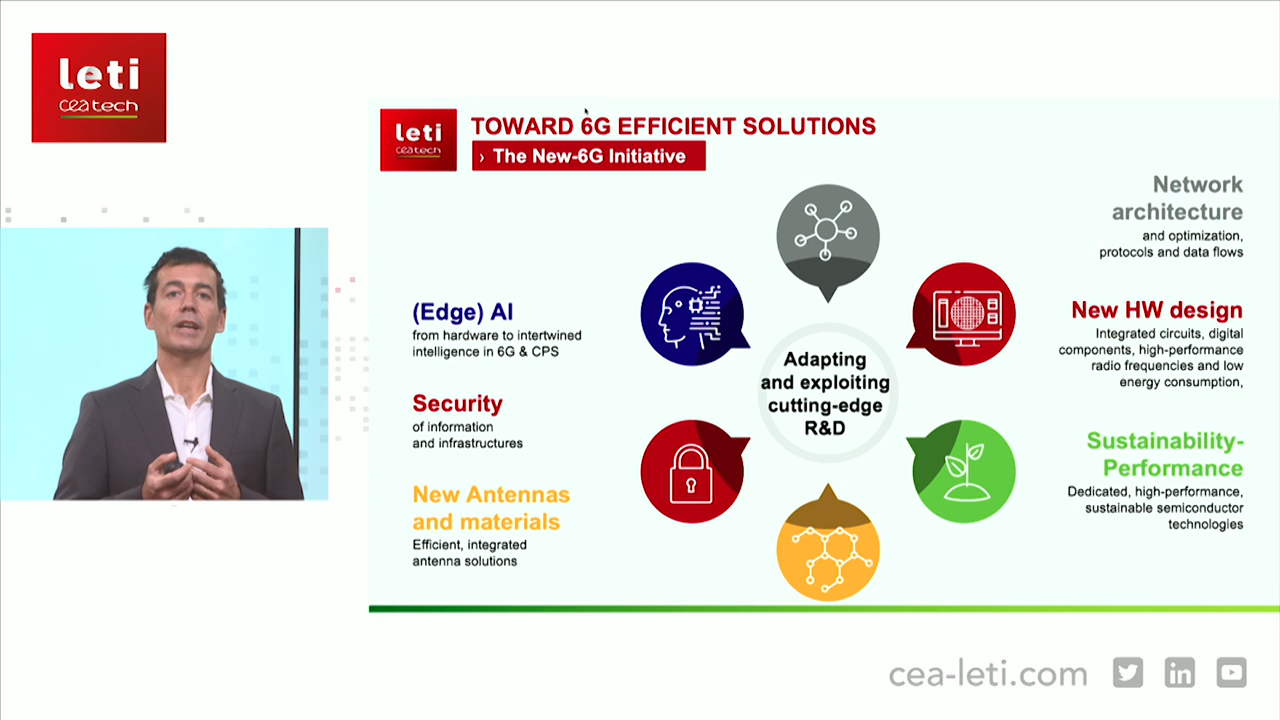 leti
cea tech
leti
cea tech
TOWARD 6G EFFICIENT SOLUTIONS
› The New-6G Initiative
Network
architecture
and optimization,
protocols and data flows
(Edge) AI
from hardware to intertwined
intelligence in 6G & CPS
New HW design
Integrated circuits, digital
components, high-performance
radio frequencies and low
energy consumption,
Adapting
and exploiting
cutting-edge
R&D
Security
of information
and infrastructures
Sustainability-
Performance
Dedicated, high-performance,
sustainable semiconductor
technologies
New Antennas
and materials
Efficient, integrated
antenna solutions
cea-leti.com